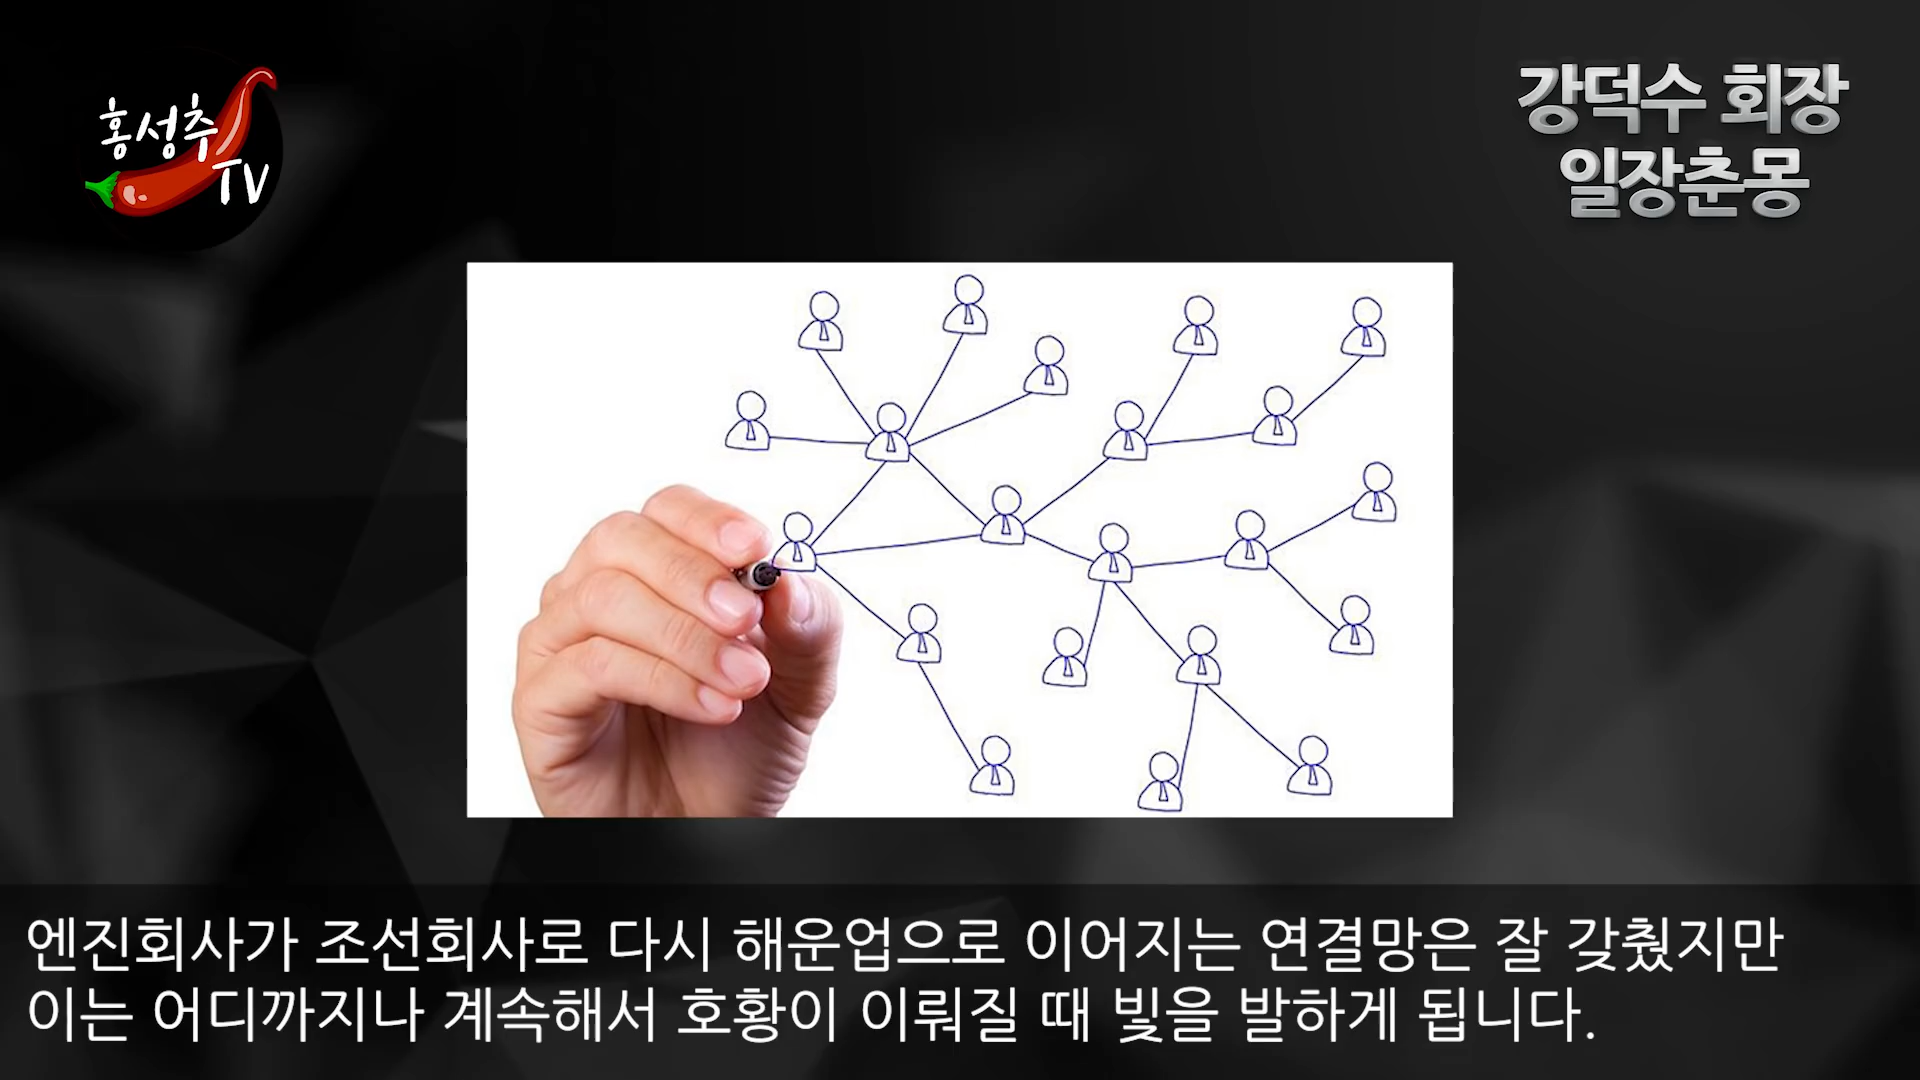 홍성추
TV
강덕수 회장
일장춘몽
엔진회사가 조선회사로 다시 해운업으로 이어지는 연결망은 잘 갖췄지만
이는 어디까지나 계속해서 호황이 이뤄질 때 빛을 발하게 됩니다.